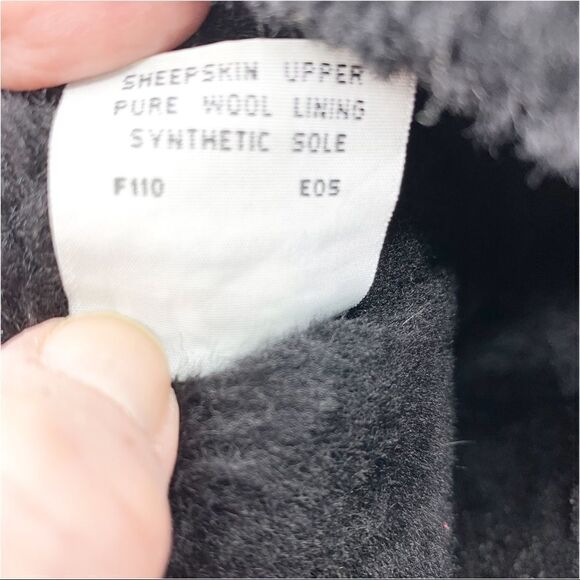 SHEEPSKIN UPPER
PURE WOOL LINING
SYNTHETIC SOLE
F110 E05